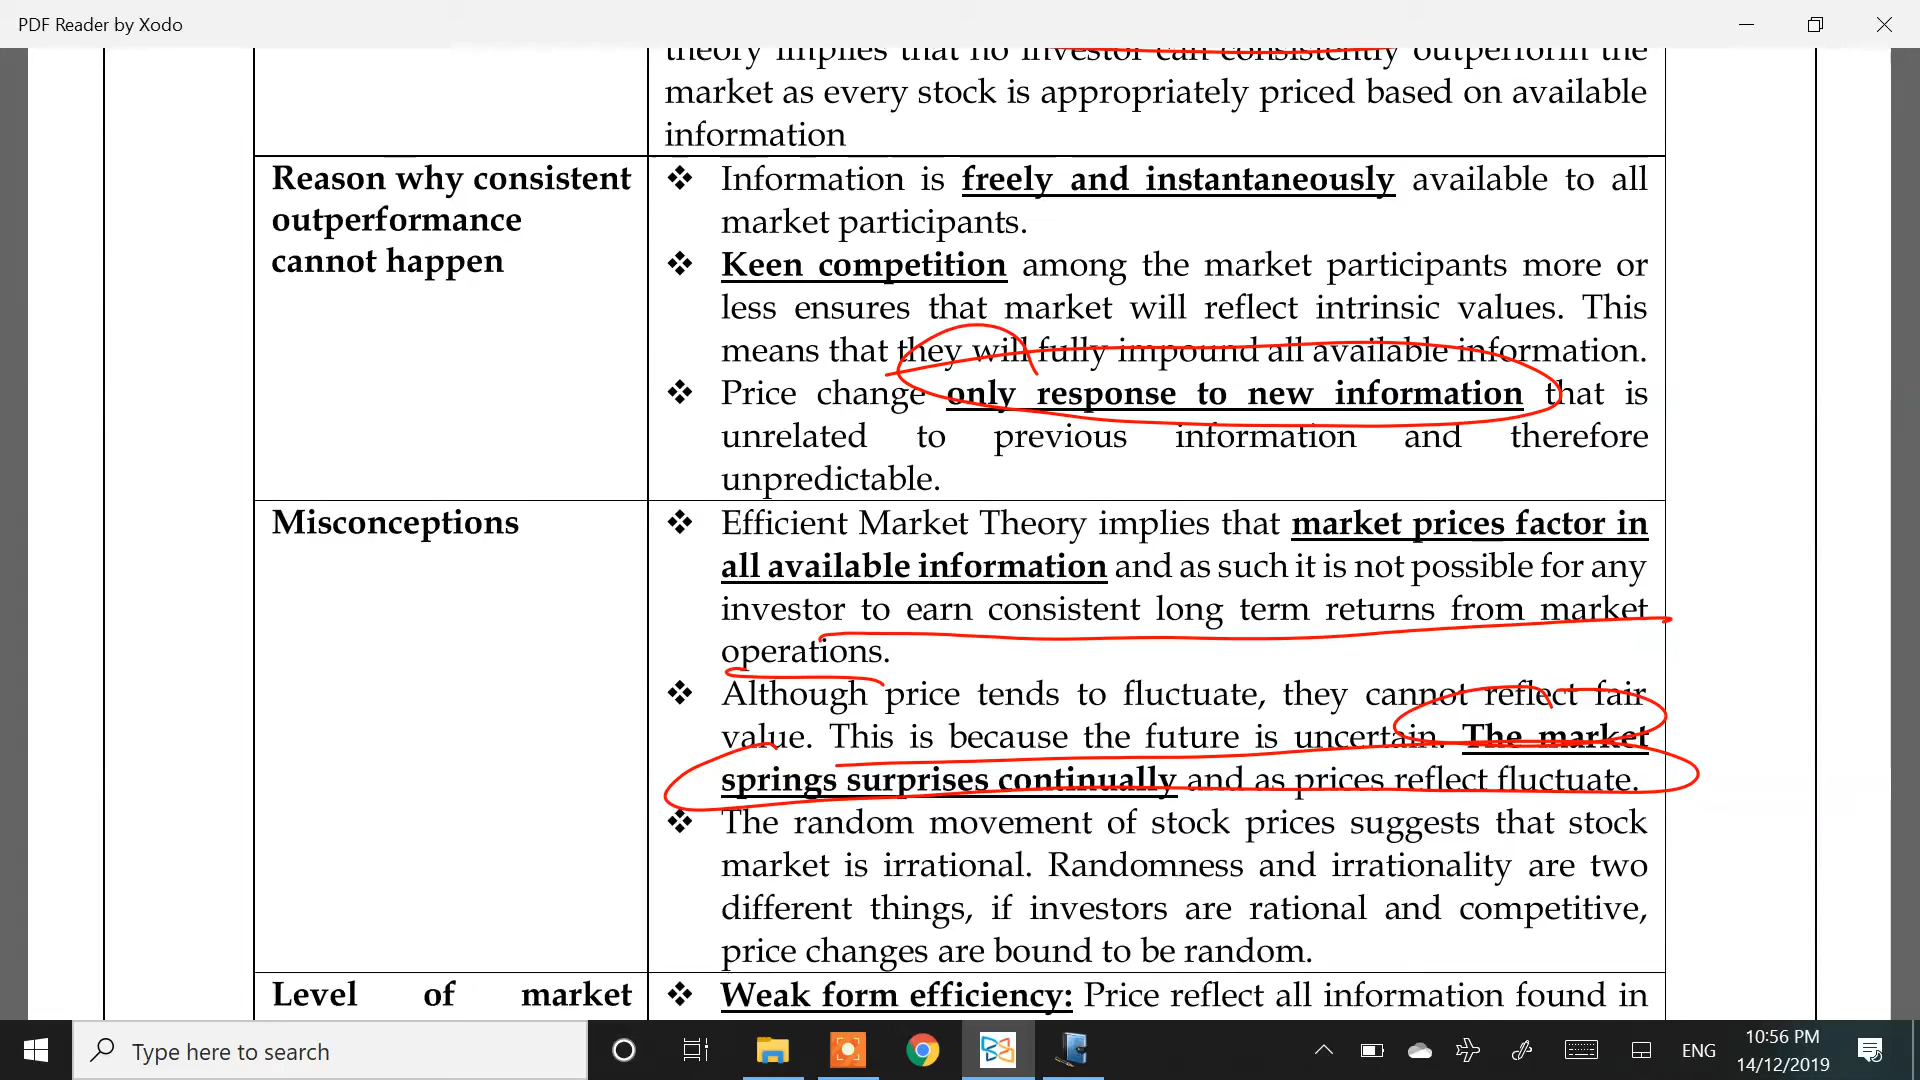 PDF Reader by Xodo
theory implies that no investor can consistently outperform the
market as every stock is appropriately priced based on available
information
Reason why consistent
outperformance
cannot happen
❖ Information is freely and instantaneously available to all
market participants.
❖ Keen competition among the market participants more or
less ensures that market will reflect intrinsic values. This
means that they will fully impound all available information.
❖ Price change only response to new information that is
unrelated to previous information and therefore
unpredictable.
Misconceptions
❖ Efficient Market Theory implies that market prices factor in
all available information and as such it is not possible for any
investor to earn consistent long term returns from market
operations.
❖ Although price tends to fluctuate, they cannot reflect fair
value. This is because the future is uncertain. The market
springs surprises continually and as prices reflect fluctuate.
❖ The random movement of stock prices suggests that stock
market is irrational. Randomness and irrationality are two
different things, if investors are rational and competitive,
price changes are bound to be random.
Level of market
❖ Weak form efficiency: Price reflect all information found in
Type here to search
ENG
10:56 PM
14/12/2019